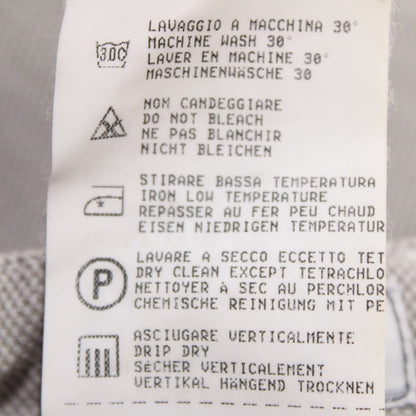 LAVAGGIO A MACCHINA 30°
MACHINE WASH 30°
LAVER EN MACHINE 30°
MASCHINENWÄSCHE 30
30C
NON CANDEGGIARE
DO NOT BLEACH
NE PAS BLANCHIR
NICHT BLEICHEN
STIRARE BASSA TEMPERATURA
IRON LOW TEMPERATURE
REPASSER AU FER PEU CHAUD
EISEN NIEDRIGEN TEMPERATUR
P
LAVARE A SECCO ECCETTO TET
DRY CLEAN EXCEPT TETRACHLO
NETTOYER À SEC AU PERCHLOR
CHEMISCHE REINIGUNG MIT PE
ASCIUGARE VERTICALMENTE
DRIP DRY
SÉCHER VERTICALEMENT
VERTIKAL HÄNGEND TROCKNEN